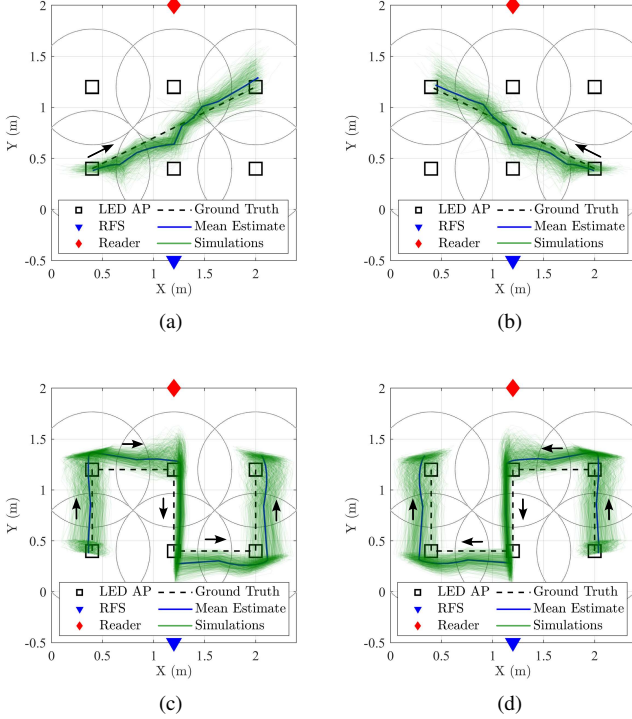 2
1.5
1
0.5
0
-0.5
Y (m)
0 0.5 1 1.5 2
X (m)
LED AP
RFS
Reader
Ground Truth
Mean Estimate
Simulations
(a)
2
1.5
1
0.5
0
-0.5
Y (m)
0 0.5 1 1.5 2
X (m)
LED AP
RFS
Reader
Ground Truth
Mean Estimate
Simulations
(b)
2
1.5
1
0.5
0
-0.5
Y (m)
0 0.5 1 1.5 2
X (m)
LED AP
RFS
Reader
Ground Truth
Mean Estimate
Simulations
(c)
2
1.5
1
0.5
0
-0.5
Y (m)
0 0.5 1 1.5 2
X (m)
LED AP
RFS
Reader
Ground Truth
Mean Estimate
Simulations
(d)